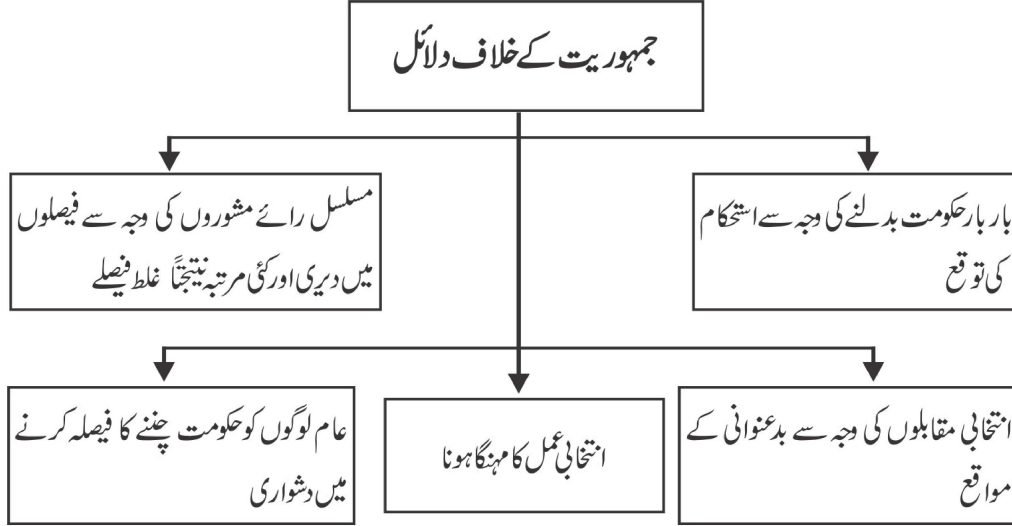 جمہوریت کے خلاف دلائل
بار بار حکومت بدلنے کی وجہ سے استحکام
کی توقع
مسلسل رائے مشوروں کی وجہ سے فیصلوں
میں دیری اور کئی مرتبہ نتیجتاً غلط فیصلے
انتخابی مقابلوں کی وجہ سے بدعنوانی کے
مواقع
انتخابی عمل کا مہنگا ہونا
عام لوگوں کو حکومت چننے کا فیصلہ کرنے
میں دشواری